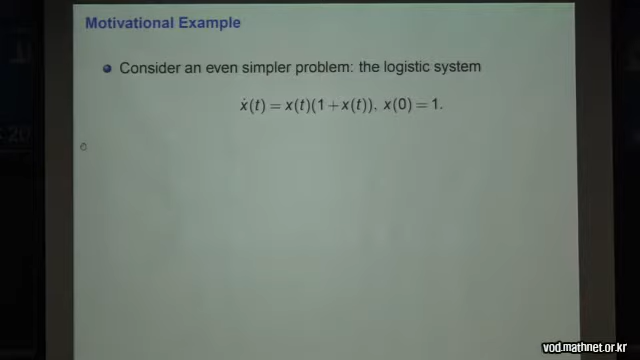 Motivational Example
Consider an even simpler problem: the logistic system
ẋ(t) = x(t)(1+x(t)), x(0) = 1.
vod.mathnet.or.kr